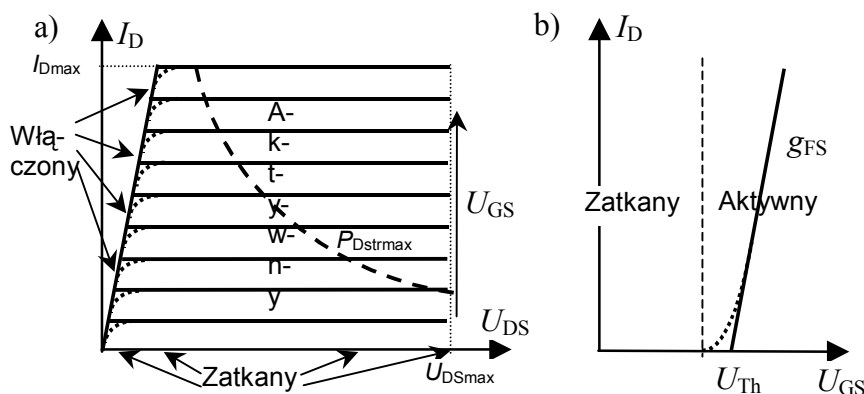 a)
I_D
I_Dmax
Włą-
czony
A-
k-
t-
y-
w-
n-
y
P_Dstrmax
U_GS
U_DS
Zatkany
U_DSmax
b)
I_D
g_FS
Zatkany
Aktywny
U_Th
U_GS